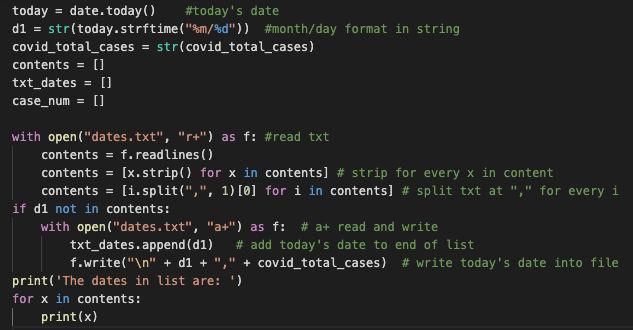 today = date.today()    #today's date
d1 = str(today.strftime("%m/%d"))  #month/day format in string
covid_total_cases = str(covid_total_cases)
contents = []
txt_dates = []
case_num = []

with open("dates.txt", "r+") as f: #read txt
    contents = f.readlines()
    contents = [x.strip() for x in contents] # strip for every x in content
    contents = [i.split(",", 1)[0] for i in contents] # split txt at "," for every i
if d1 not in contents:
    with open("dates.txt", "a+") as f:  # a+ read and write
        txt_dates.append(d1)   # add today's date to end of list
        f.write("\n" + d1 + "," + covid_total_cases)  # write today's date into file
print('The dates in list are: ')
for x in contents:
    print(x)